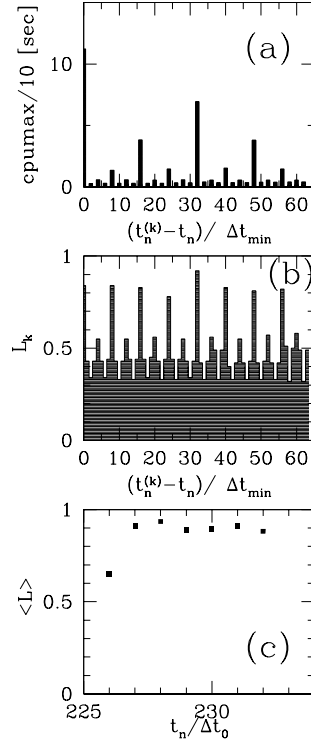 (a)
cpumax/10 [sec]
10
0
0 10 20 30 40 50 60
(t_n^(k)−t_n)/ Δt_min
(b)
L_k
1
0.5
0
0 10 20 30 40 50 60
(t_n^(k)−t_n)/ Δt_min
<L>
1
0.5
0
(c)
225 230
t_n/Δt_0